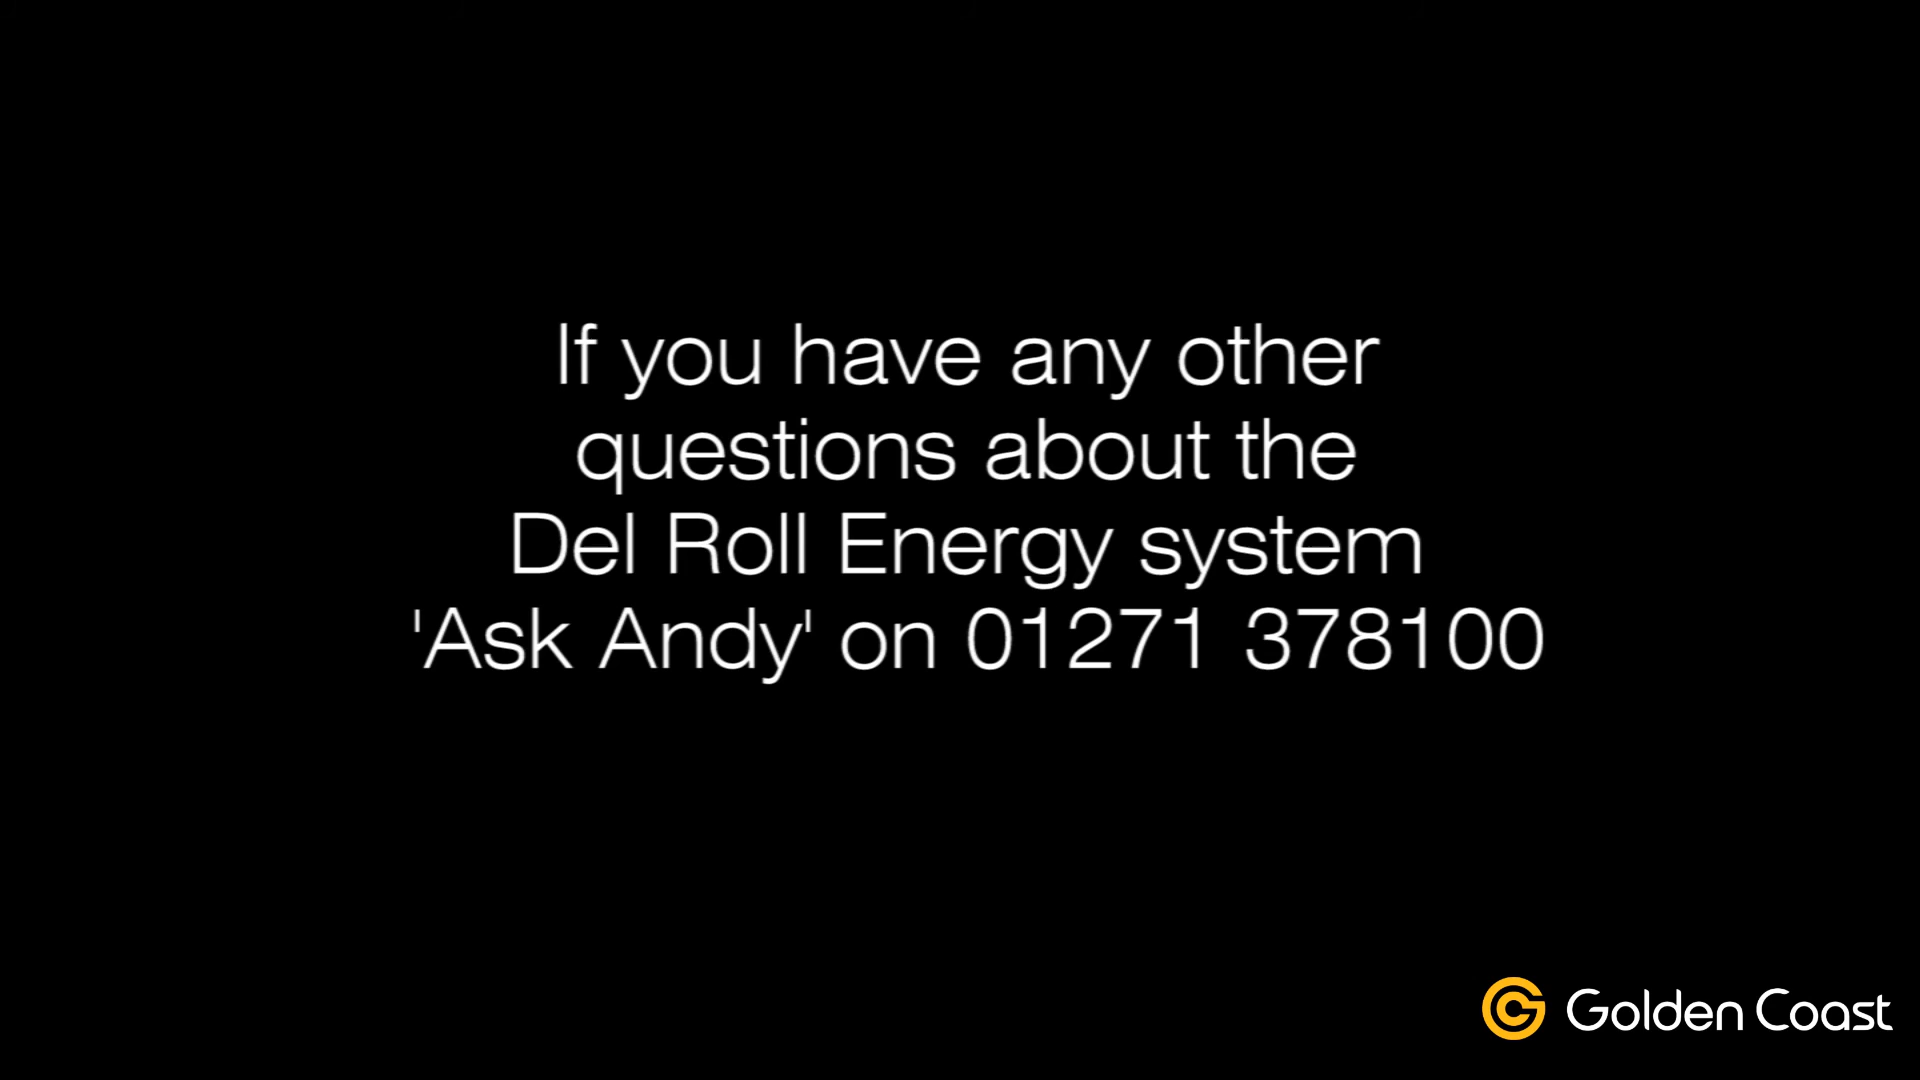 If you have any other
questions about the
Del Roll Energy system
'Ask Andy' on 01271 378100
Golden Coast